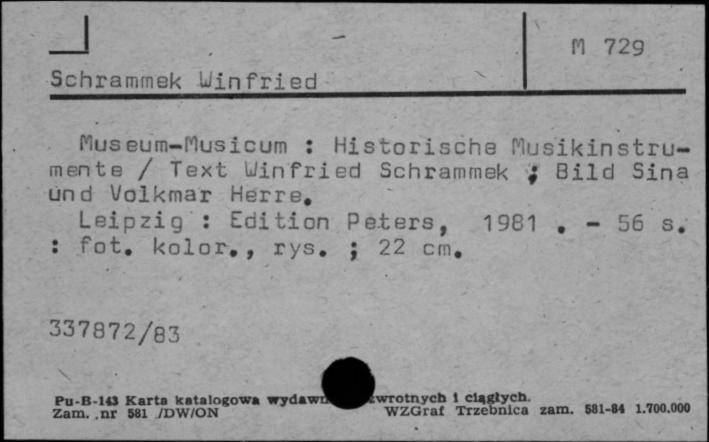 M 729
Schrammek Winfried
Museum-Musicum : Historische Musikinstru-
mente / Text Winfried Schrammek ; Bild Sina
und Volkmar Herre.
Leipzig : Edition Peters, 1981 . - 56 s.
: fot. kolor., rys. ; 22 cm.
337872/83
Pu-B-143 Karta katalogowa zwrotnych i ciągłych.
Zam. nr 581 /DW/ON WZGraf Trzebnica zam. 581-84 1.700.000